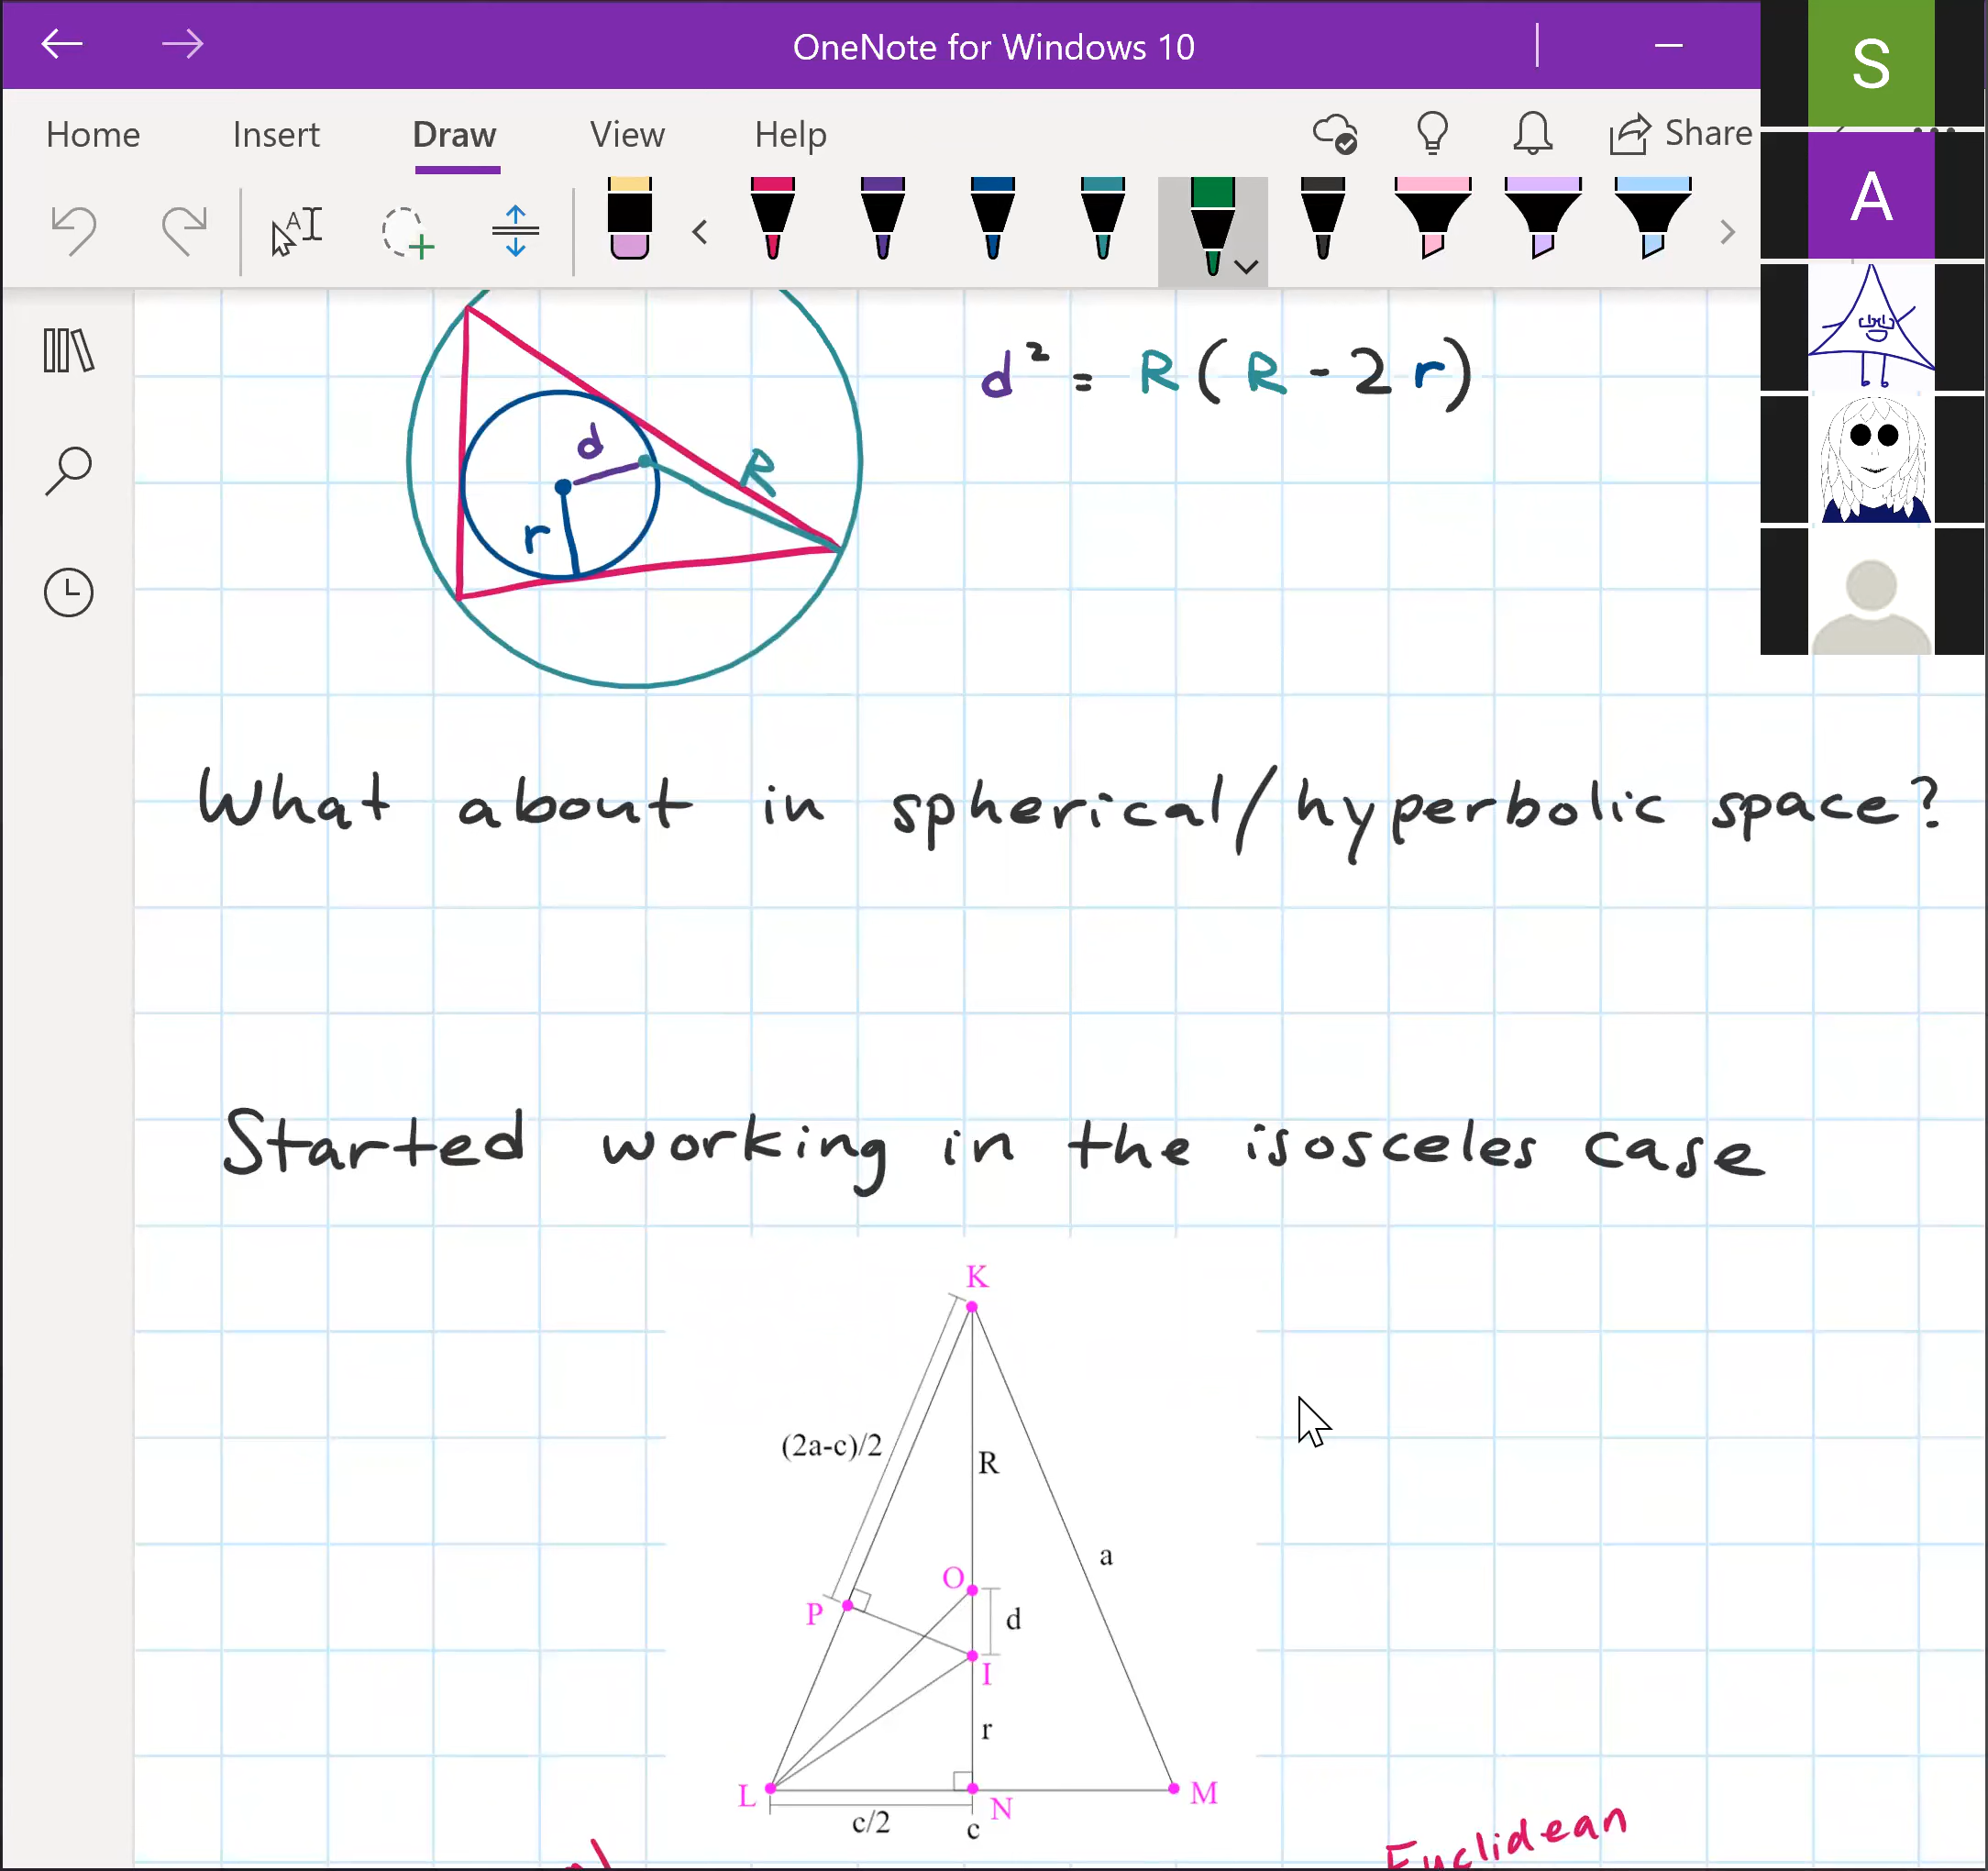 OneNote for Windows 10
S
Home Insert Draw View Help Share
A
d² = R(R - 2r)
d
R
r
What about in spherical/hyperbolic space?
Started working in the isosceles case
K
(2a-c)/2
R
a
O
P
d
I
r
L
N
M
c/2
c
Euclidean